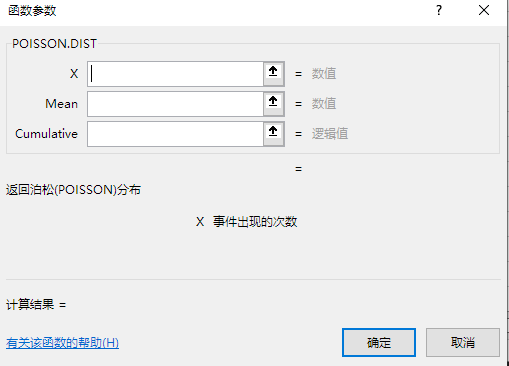 函数参数
?
POISSON.DIST
X = 数值
Mean = 数值
Cumulative = 逻辑值
=
返回泊松(POISSON)分布
X 事件出现的次数
计算结果 =
有关该函数的帮助(H)
确定
取消